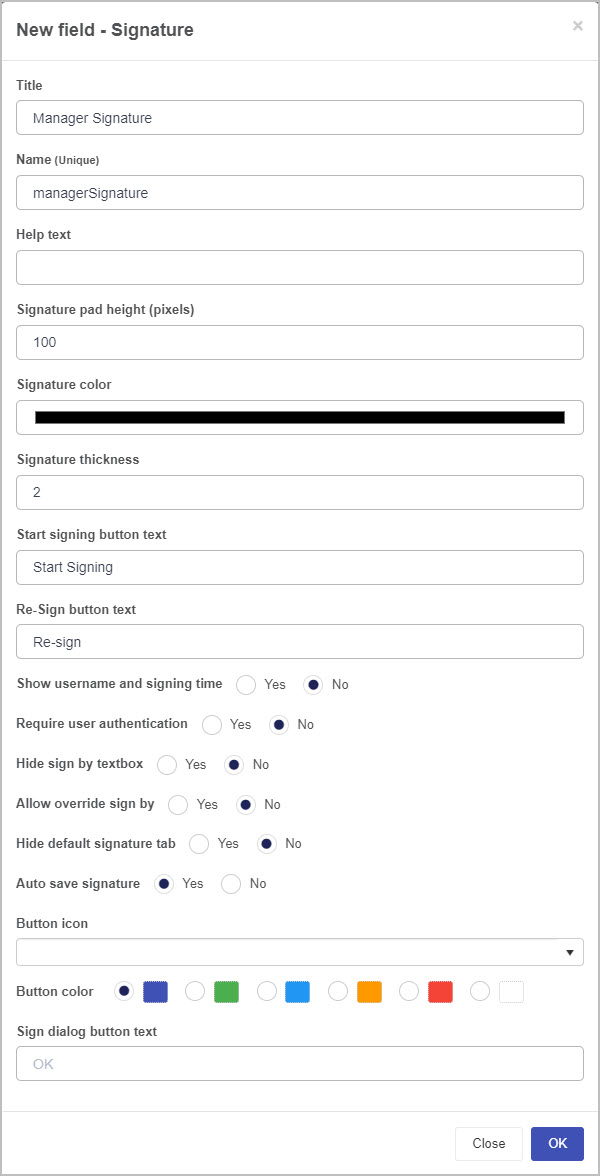 New field - Signature ×
Title
Manager Signature
Name (Unique)
managerSignature
Help text
Signature pad height (pixels)
100
Signature color
Signature thickness
2
Start signing button text
Start Signing
Re-Sign button text
Re-sign
Show username and signing time Yes No
Require user authentication Yes No
Hide sign by textbox Yes No
Allow override sign by Yes No
Hide default signature tab Yes No
Auto save signature Yes No
Button icon
Button color
Sign dialog button text
OK
Close OK